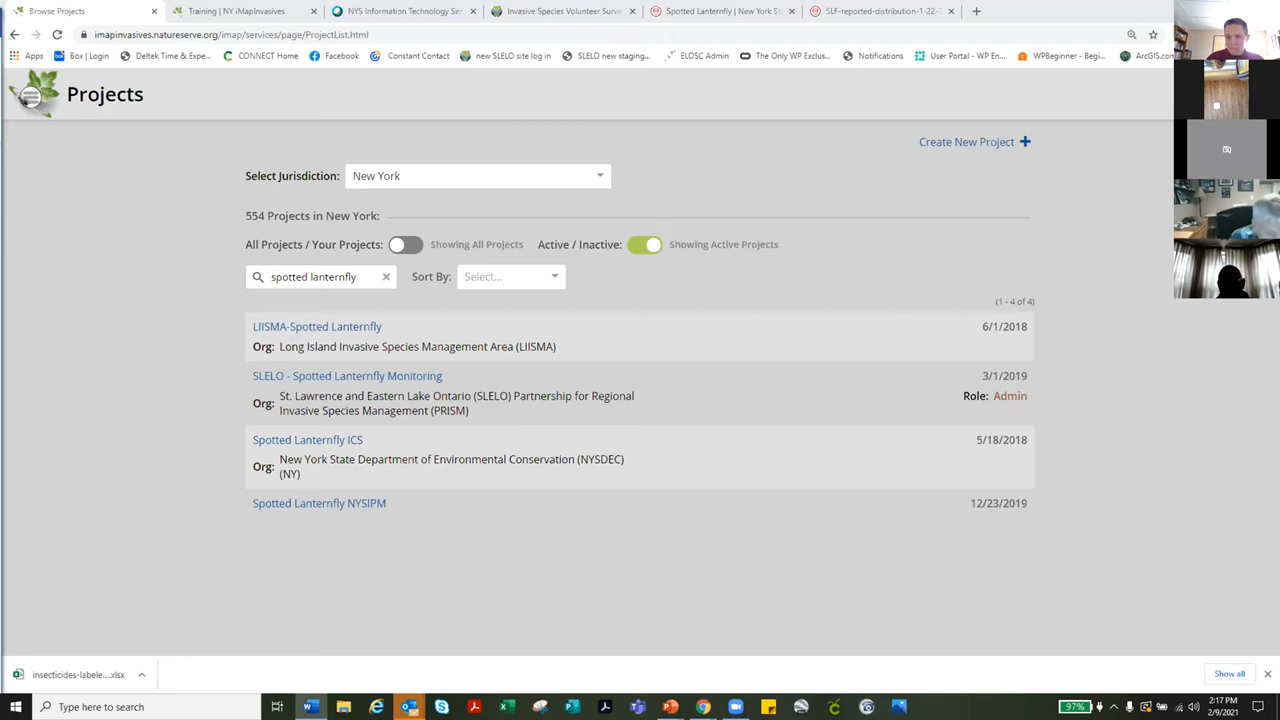 Browse Projects
Training | NY iMapInvasives
NYS Information Technology Ser
Invasive Species Volunteer Surve
Spotted Lanternfly | New York St
SLF-reported-distribution-1-22-
imapinvasives.natureserve.org/imap/services/page/ProjectList.html
Apps
Box | Login
Deltek Time & Expe...
CONNECT Home
Facebook
Constant Contact
new SLELO site log in
SLELO new staging...
ELOSC Admin
The Only WP Exclus...
Notifications
User Portal - WP En...
WPBeginner - Begi...
ArcGIS.com
Projects
Create New Project +
Select Jurisdiction: New York
554 Projects in New York:
All Projects / Your Projects: Showing All Projects Active / Inactive: Showing Active Projects
spotted lanternfly Sort By: Select...
(1 - 4 of 4)
LIISMA-Spotted Lanternfly 6/1/2018
Org: Long Island Invasive Species Management Area (LIISMA)
SLELO - Spotted Lanternfly Monitoring 3/1/2019
Org: St. Lawrence and Eastern Lake Ontario (SLELO) Partnership for Regional Invasive Species Management (PRISM) Role: Admin
Spotted Lanternfly ICS 5/18/2018
Org: New York State Department of Environmental Conservation (NYSDEC) (NY)
Spotted Lanternfly NYSIPM 12/23/2019
insecticides-labele....xlsx
Show all
Type here to search
97%
2:17 PM
2/9/2021